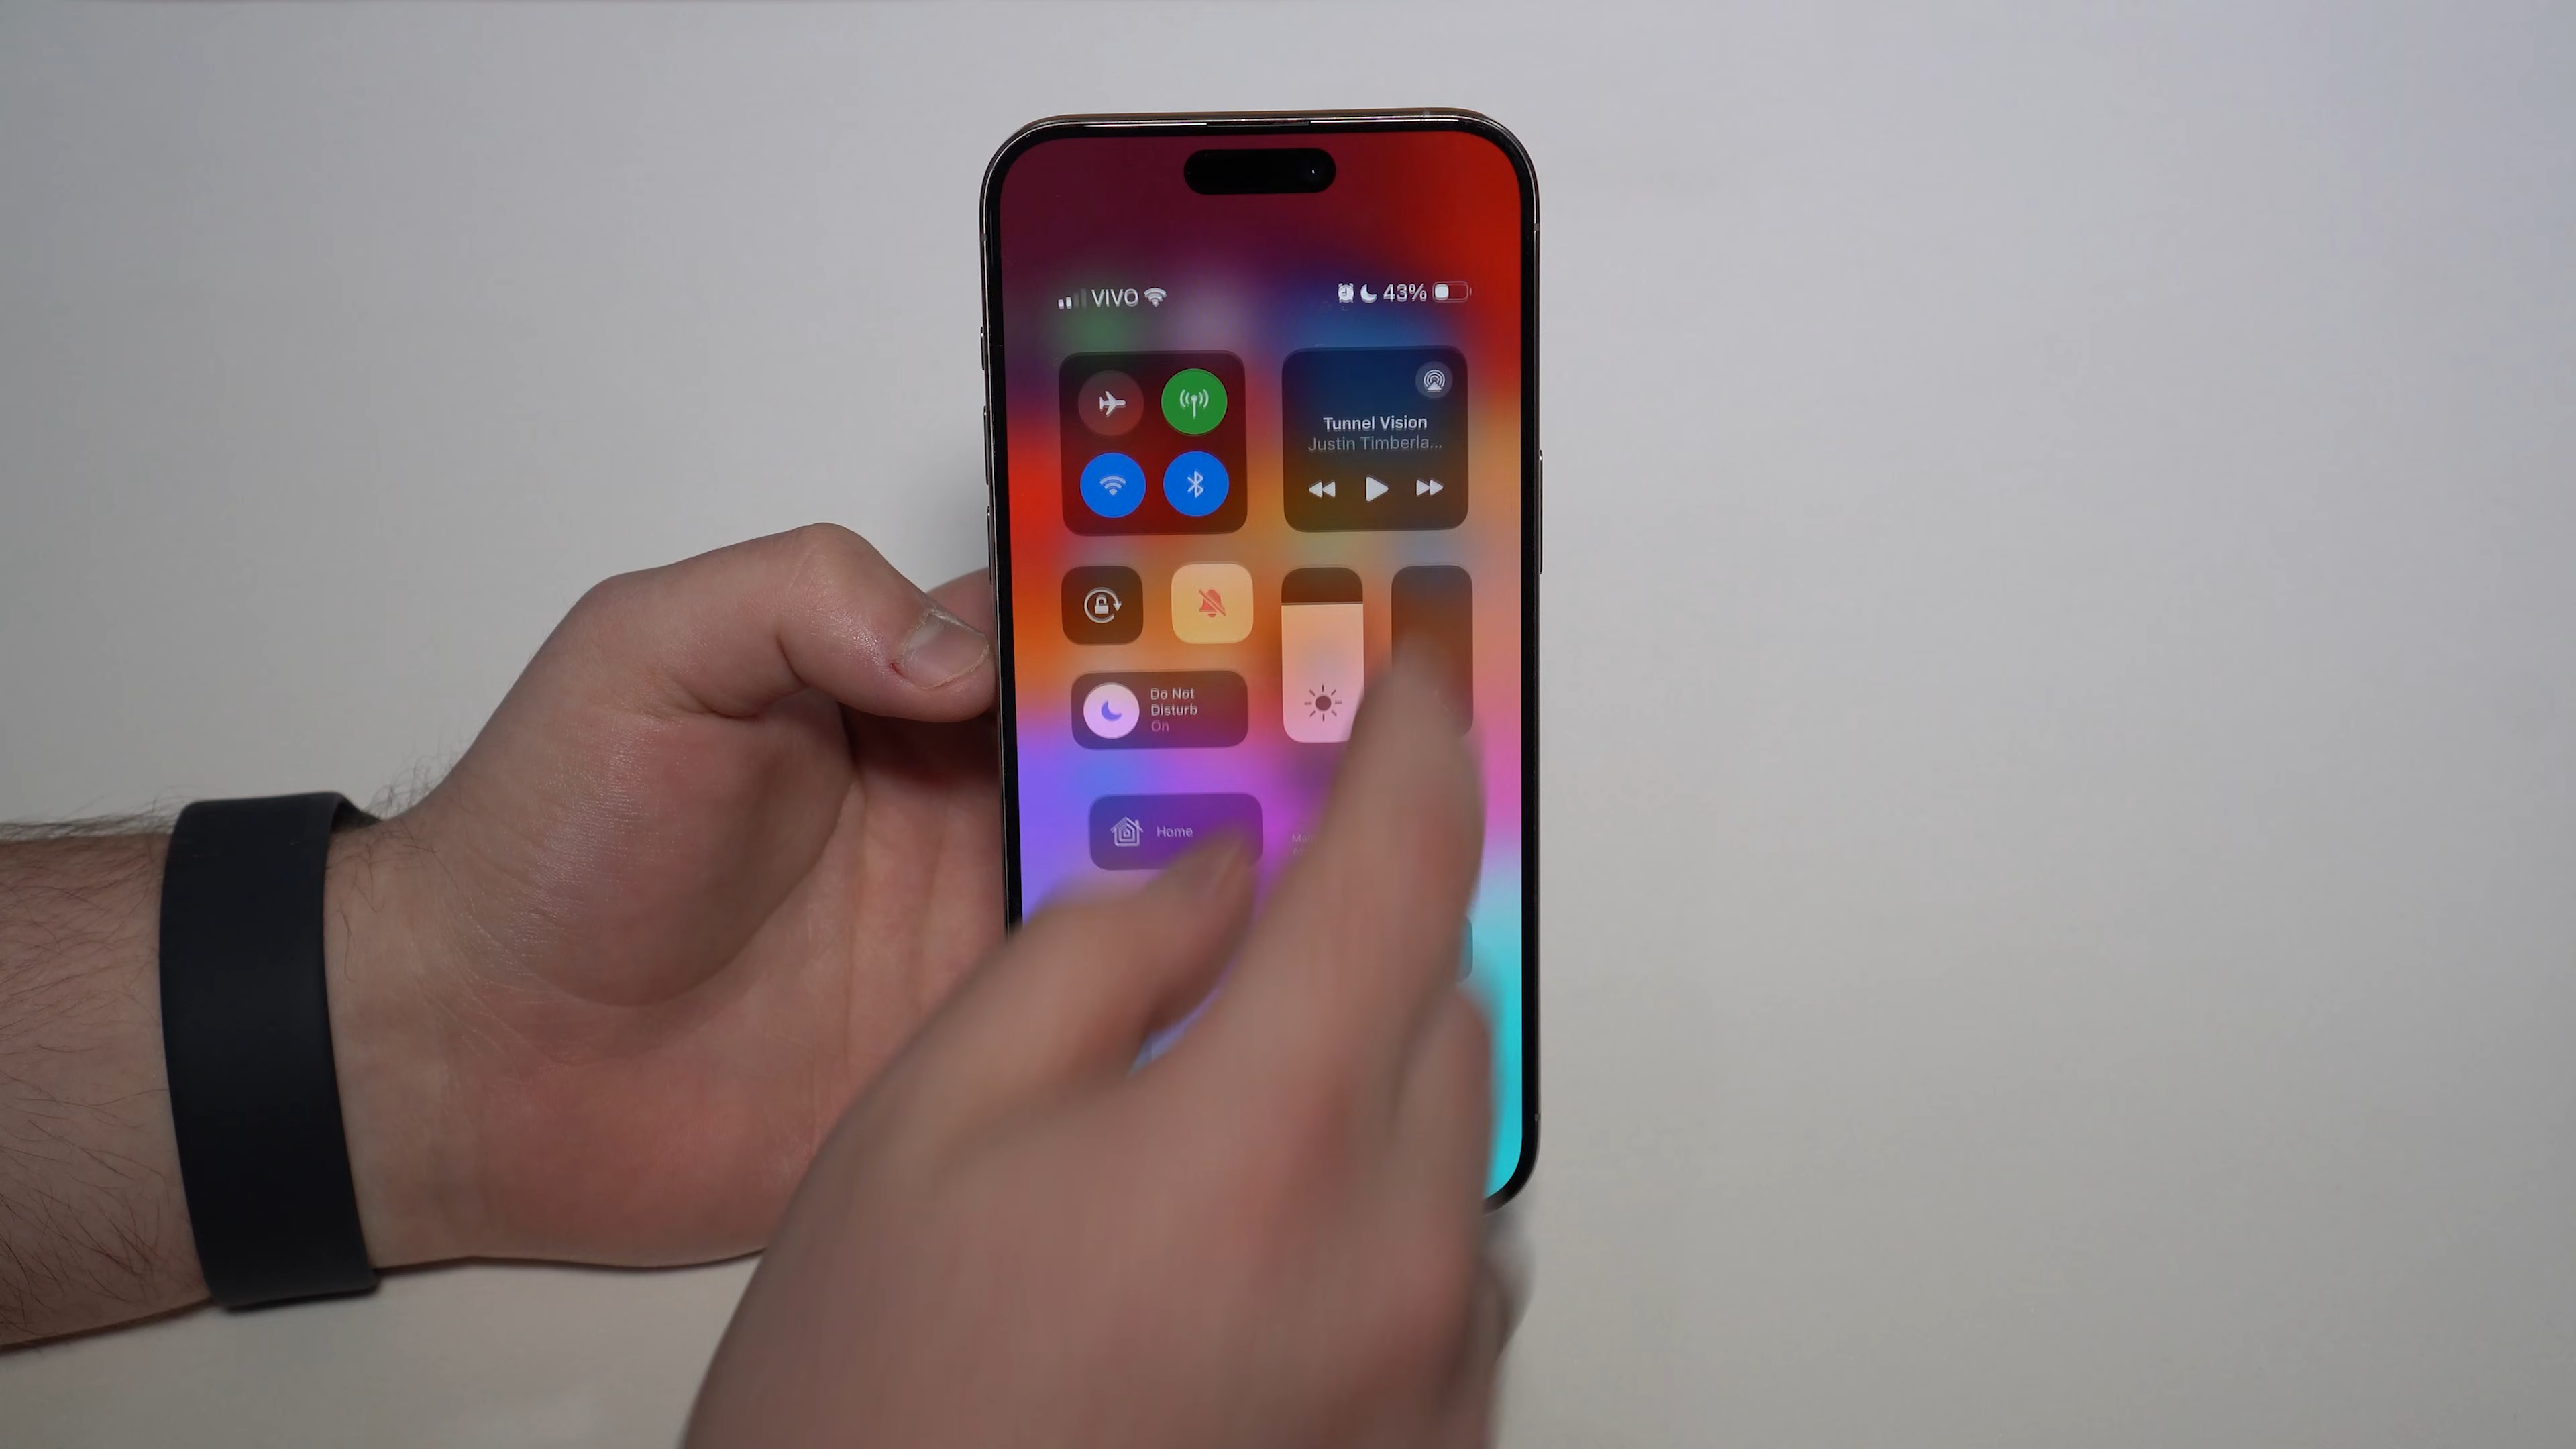 VIVO
43%
Tunnel Vision
Justin Timberla...
Do Not
Disturb
On
Home